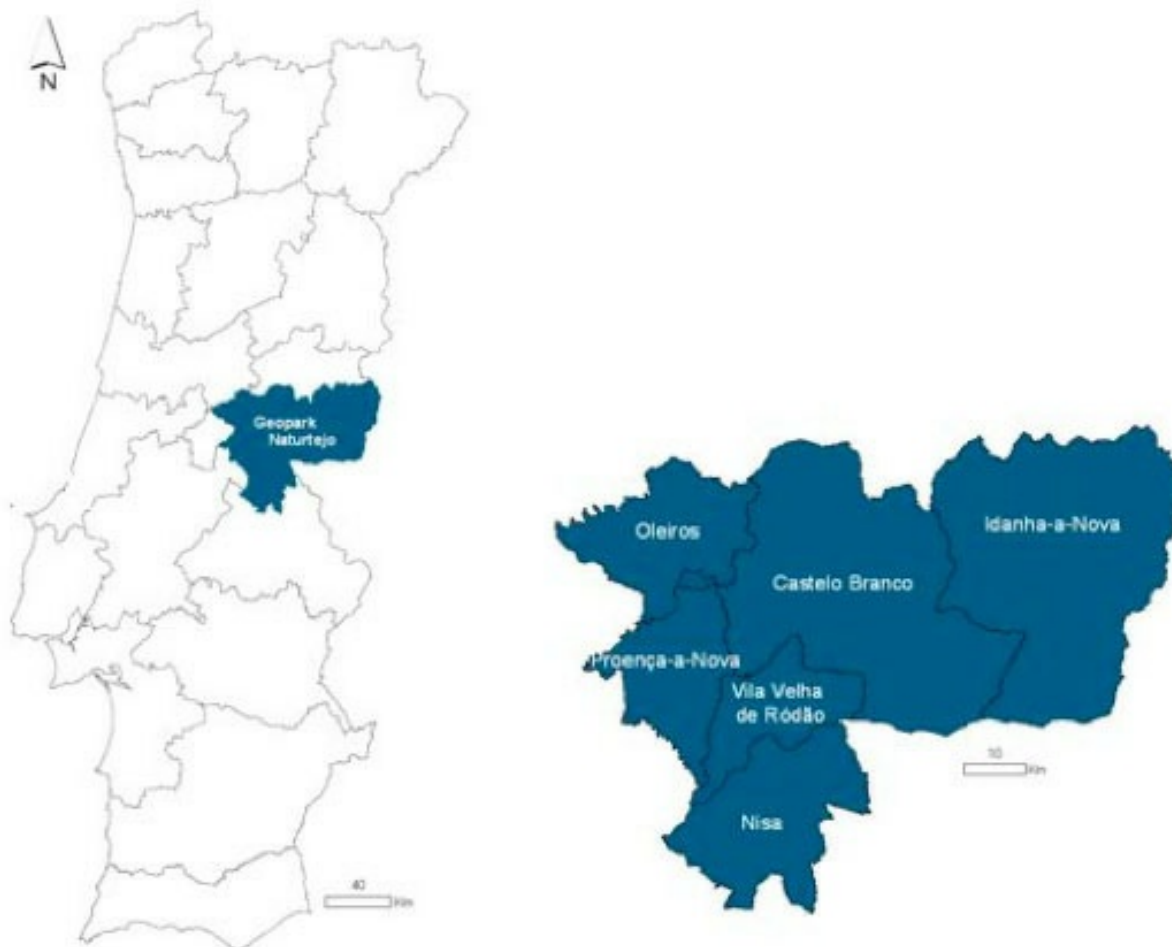 N
Geopark
Naturtejo
40
Km
Oleiros
Idanha-a-Nova
Castelo Branco
Proença-a-Nova
Vila Velha
de Ródão
10
Km
Nisa